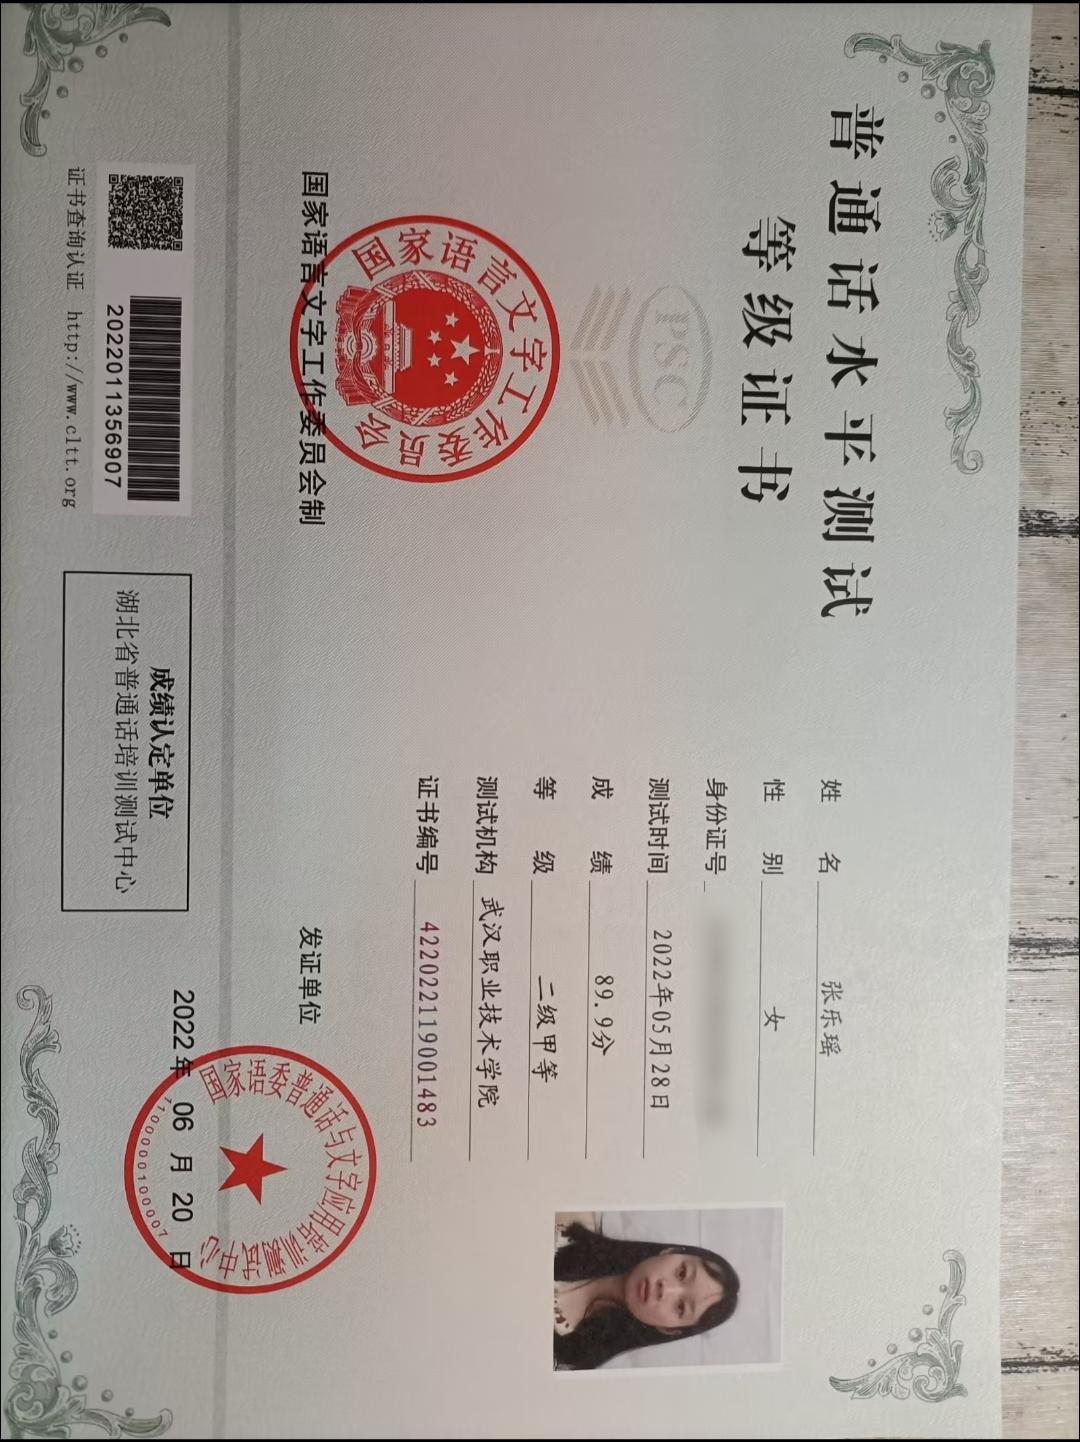 普通话水平测试
等级证书
PSC
国家语言文字工作委员会
国家语言文字工作委员会制
姓名 张乐瑶
性别 女
身份证号
测试时间 2022年05月28日
成绩 89.9分
等级 二级甲等
测试机构 武汉职业技术学院
证书编号 4220221190014​83
发证单位
国家语委普通话与文字应用培训测试中心
1100000100007
2022年 06 月 20 日
202201135​6907
证书查询认证 http://www.cltt.org
成绩认定单位
湖北省普通话培训测试中心